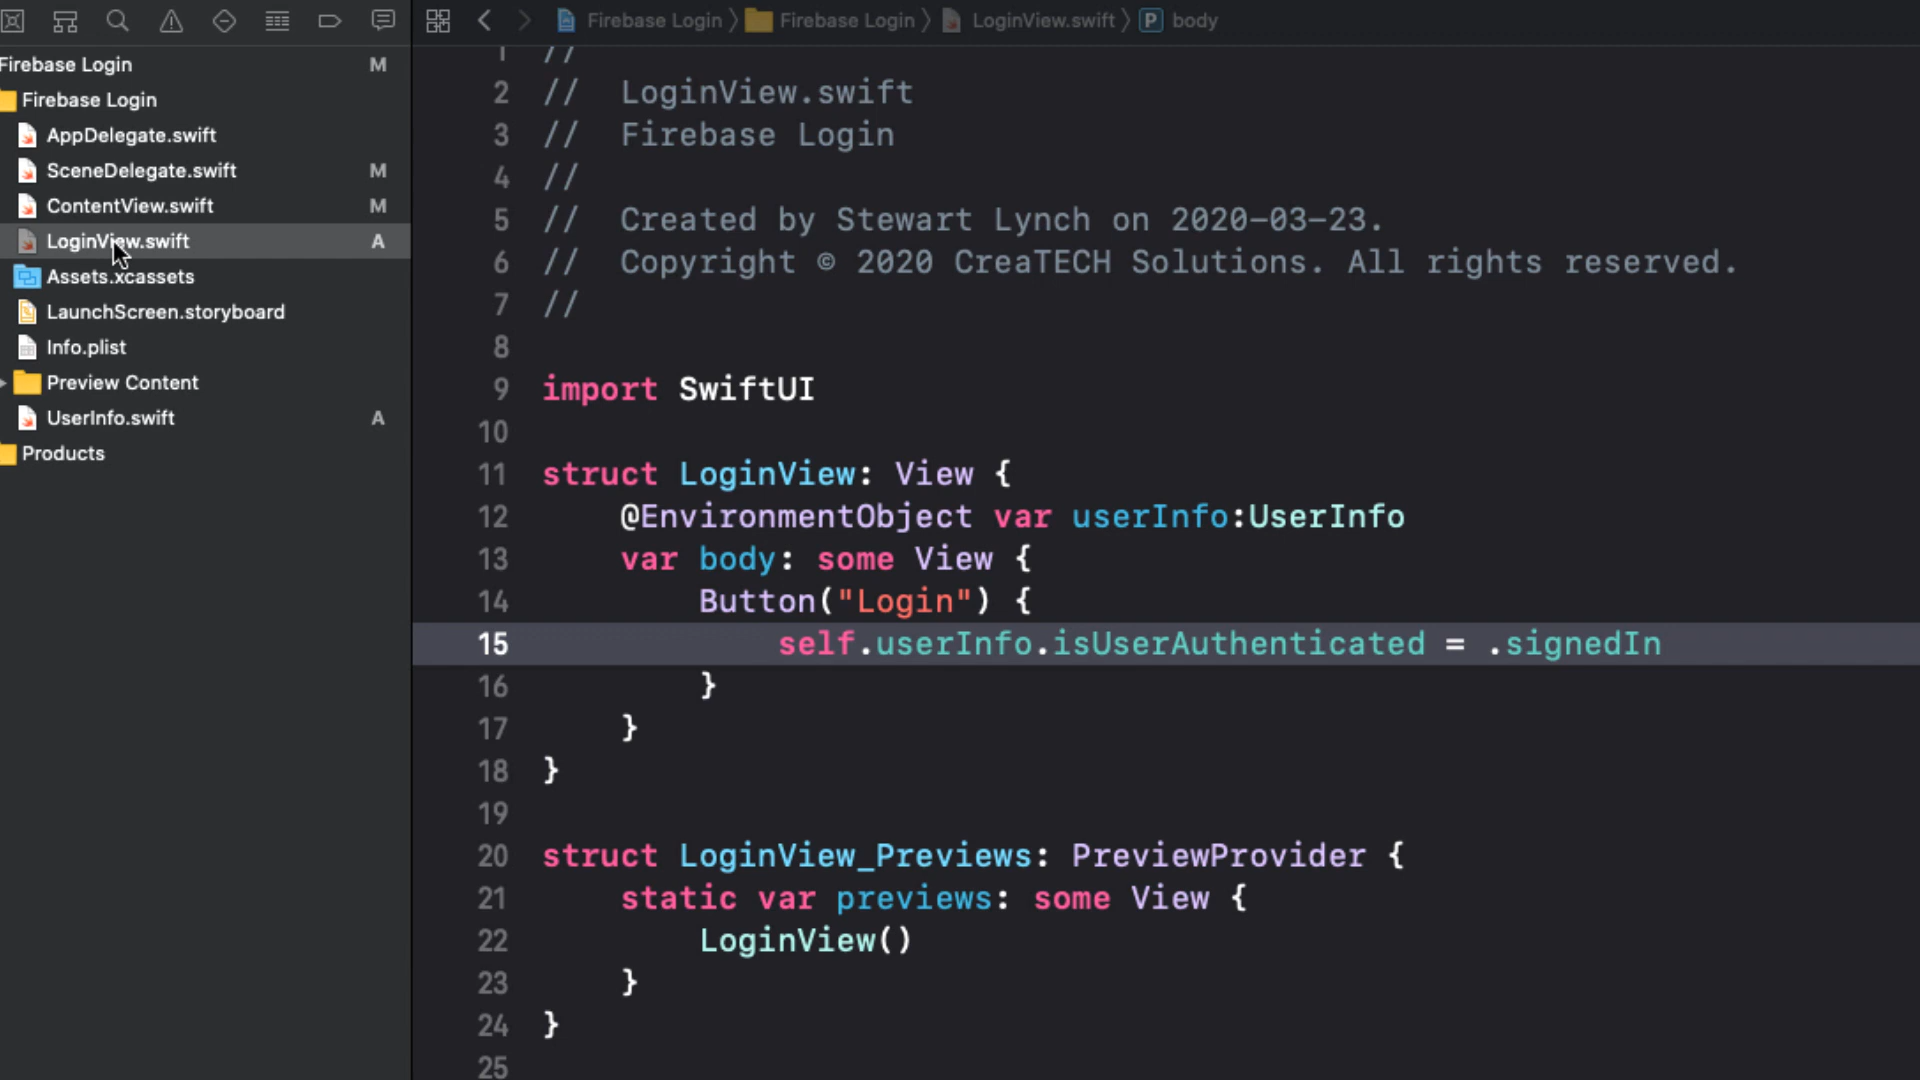 Firebase Login M
Firebase Login
AppDelegate.swift
SceneDelegate.swift M
ContentView.swift M
LoginView.swift A
Assets.xcassets
LaunchScreen.storyboard
Info.plist
Preview Content
UserInfo.swift A
Products
Firebase Login 〉 Firebase Login 〉 LoginView.swift 〉 P body
1 //
2 //  LoginView.swift
3 //  Firebase Login
4 //
5 //  Created by Stewart Lynch on 2020-03-23.
6 //  Copyright © 2020 CreaTECH Solutions. All rights reserved.
7 //
8
9 import SwiftUI
10
11 struct LoginView: View {
12     @EnvironmentObject var userInfo:UserInfo
13     var body: some View {
14         Button("Login") {
15             self.userInfo.isUserAuthenticated = .signedIn
16         }
17     }
18 }
19
20 struct LoginView_Previews: PreviewProvider {
21     static var previews: some View {
22         LoginView()
23     }
24 }
25